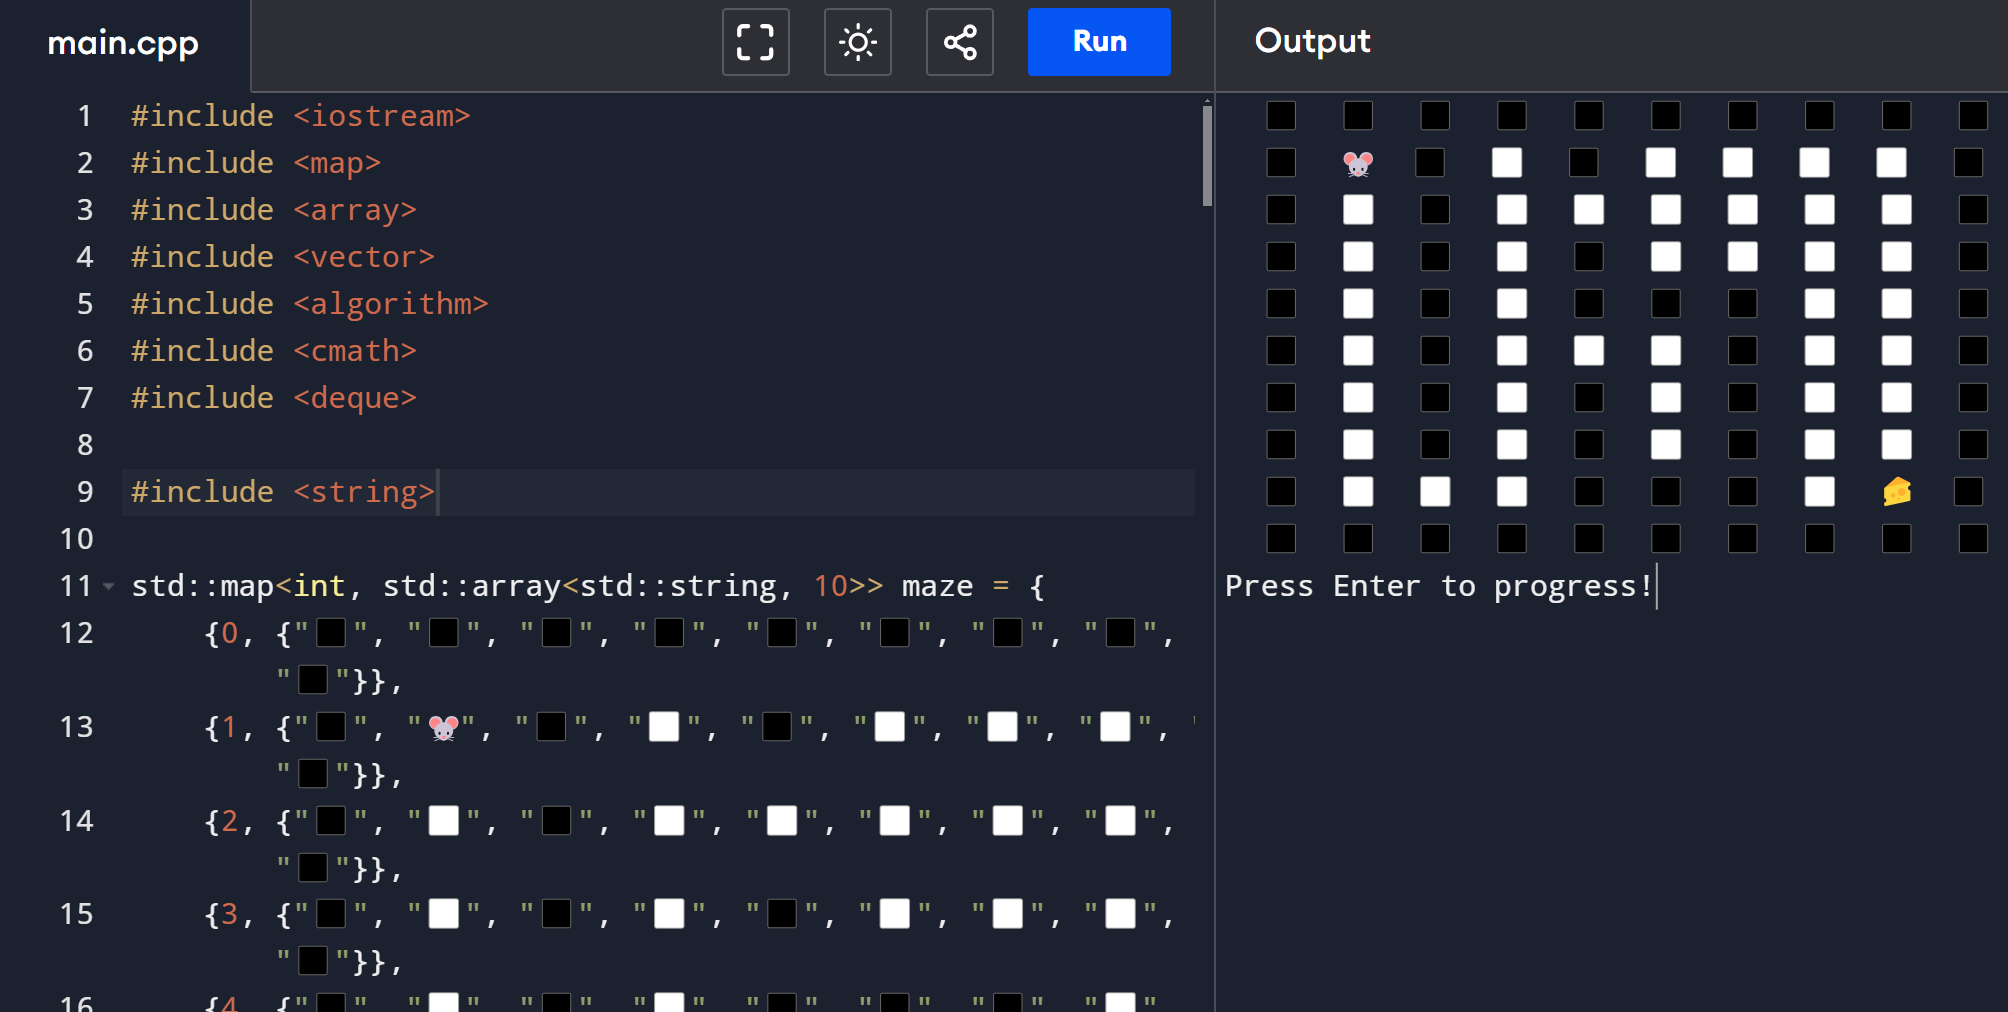 main.cpp
Run
Output
1 #include <iostream>
2 #include <map>
3 #include <array>
4 #include <vector>
5 #include <algorithm>
6 #include <cmath>
7 #include <deque>
8
9 #include <string>
10
11 std::map<int, std::array<std::string, 10>> maze = {
12 {0, {"⬛", "⬛", "⬛", "⬛", "⬛", "⬛", "⬛", "⬛",
"⬛"}},
13 {1, {"⬛", "🐭", "⬛", "⬜", "⬛", "⬜", "⬜", "⬜", "
"⬛"}},
14 {2, {"⬛", "⬜", "⬛", "⬜", "⬜", "⬜", "⬜", "⬜",
"⬛"}},
15 {3, {"⬛", "⬜", "⬛", "⬜", "⬛", "⬜", "⬜", "⬜",
"⬛"}},
16 {4, {"⬛", "⬜", "⬛", "⬜", "⬛", "⬛", "⬛", "⬜"
⬛⬛⬛⬛⬛⬛⬛⬛⬛⬛
⬛🐭⬛⬜⬛⬜⬜⬜⬜⬛
⬛⬜⬛⬜⬜⬜⬜⬜⬜⬛
⬛⬜⬛⬜⬛⬜⬜⬜⬜⬛
⬛⬜⬛⬜⬛⬛⬛⬜⬜⬛
⬛⬜⬛⬜⬜⬜⬛⬜⬜⬛
⬛⬜⬛⬜⬛⬜⬛⬜⬜⬛
⬛⬜⬛⬜⬛⬜⬛⬜⬜⬛
⬛⬜⬜⬜⬛⬛⬛⬜🧀⬛
⬛⬛⬛⬛⬛⬛⬛⬛⬛⬛
Press Enter to progress!